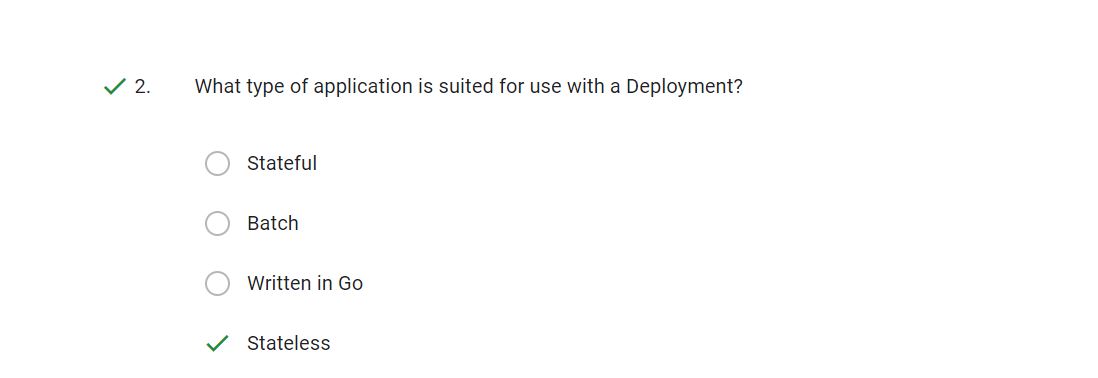 2. What type of application is suited for use with a Deployment?
Stateful
Batch
Written in Go
Stateless